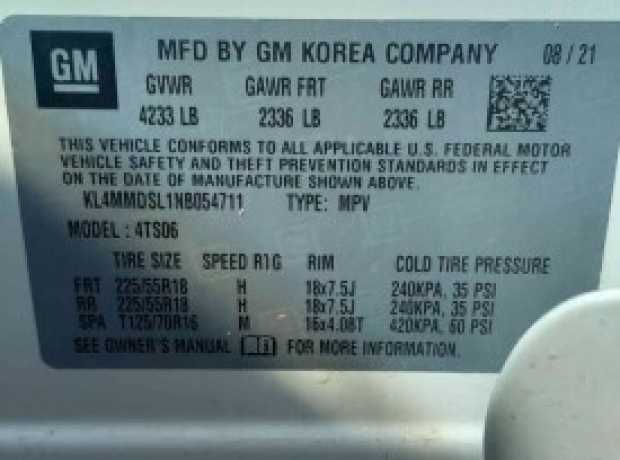 GM MFD BY GM KOREA COMPANY 08/21
GVWR GAWR FRT GAWR RR
4233 LB 2336 LB 2336 LB
THIS VEHICLE CONFORMS TO ALL APPLICABLE U.S. FEDERAL MOTOR
VEHICLE SAFETY AND THEFT PREVENTION STANDARDS IN EFFECT
ON THE DATE OF MANUFACTURE SHOWN ABOVE.
KL4MMDSL1NB054711 TYPE: MPV
MODEL: 4TS06
TIRE SIZE SPEED RTG RIM COLD TIRE PRESSURE
FRT 225/55R18 H 18x7.5J 240KPA, 35 PSI
RR 225/55R18 H 18x7.5J 240KPA, 35 PSI
SPA T125/70R16 M 16x4.08T 420KPA, 60 PSI
SEE OWNER'S MANUAL FOR MORE INFORMATION.